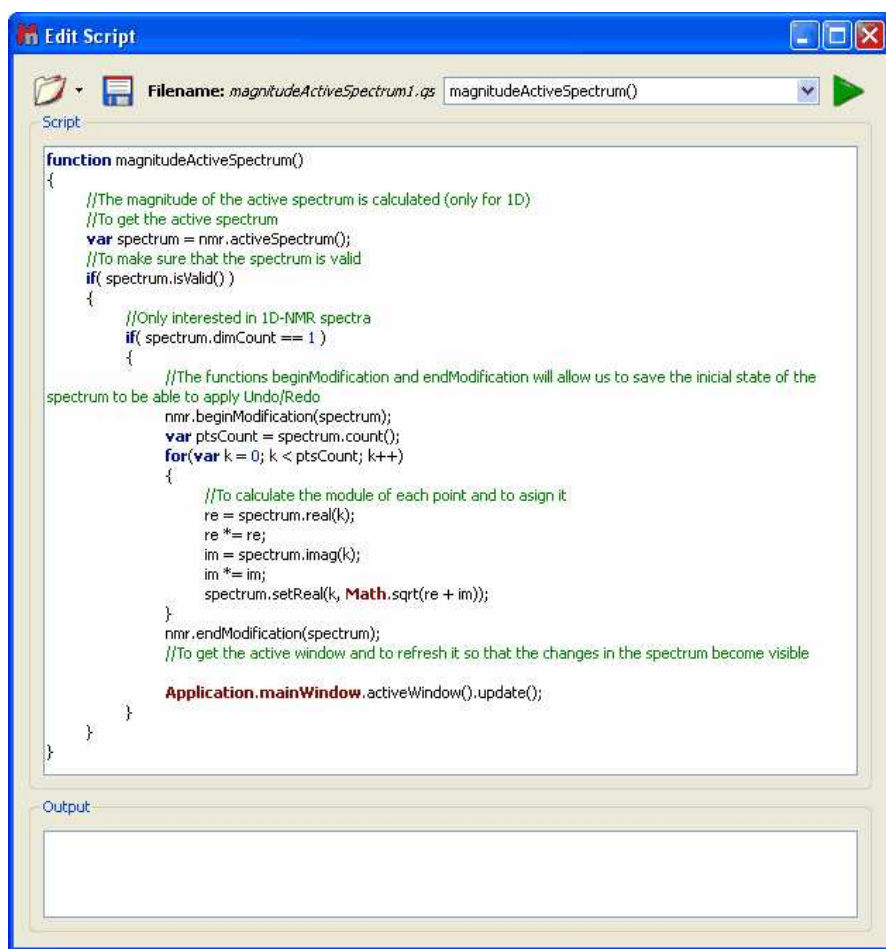 Edit Script
Filename: magnitudeActiveSpectrum1.qs magnitudeActiveSpectrum()
Script
function magnitudeActiveSpectrum()
{
//The magnitude of the active spectrum is calculated (only for 1D)
//To get the active spectrum
var spectrum = nmr.activeSpectrum();
//To make sure that the spectrum is valid
if( spectrum.isValid() )
{
//Only interested in 1D-NMR spectra
if( spectrum.dimCount == 1 )
{
//The functions beginModification and endModification will allow us to save the inicial state of the
spectrum to be able to apply Undo/Redo
nmr.beginModification(spectrum);
var ptsCount = spectrum.count();
for(var k = 0; k < ptsCount; k++)
{
//To calculate the module of each point and to asign it
re = spectrum.real(k);
re *= re;
im = spectrum.imag(k);
im *= im;
spectrum.setReal(k, Math.sqrt(re + im));
}
nmr.endModification(spectrum);
//To get the active window and to refresh it so that the changes in the spectrum become visible
Application.mainWindow.activeWindow().update();
}
}
}
Output